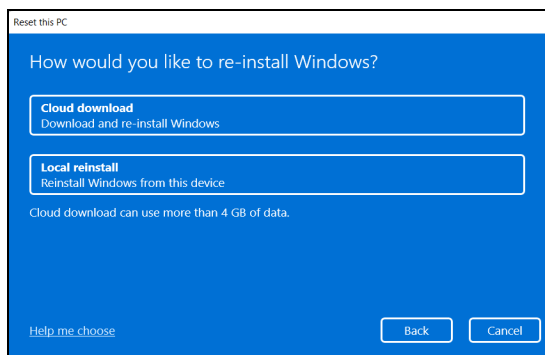 Reset this PC
How would you like to re-install Windows?
Cloud download
Download and re-install Windows
Local reinstall
Reinstall Windows from this device
Cloud download can use more than 4 GB of data.
Help me choose
Back
Cancel